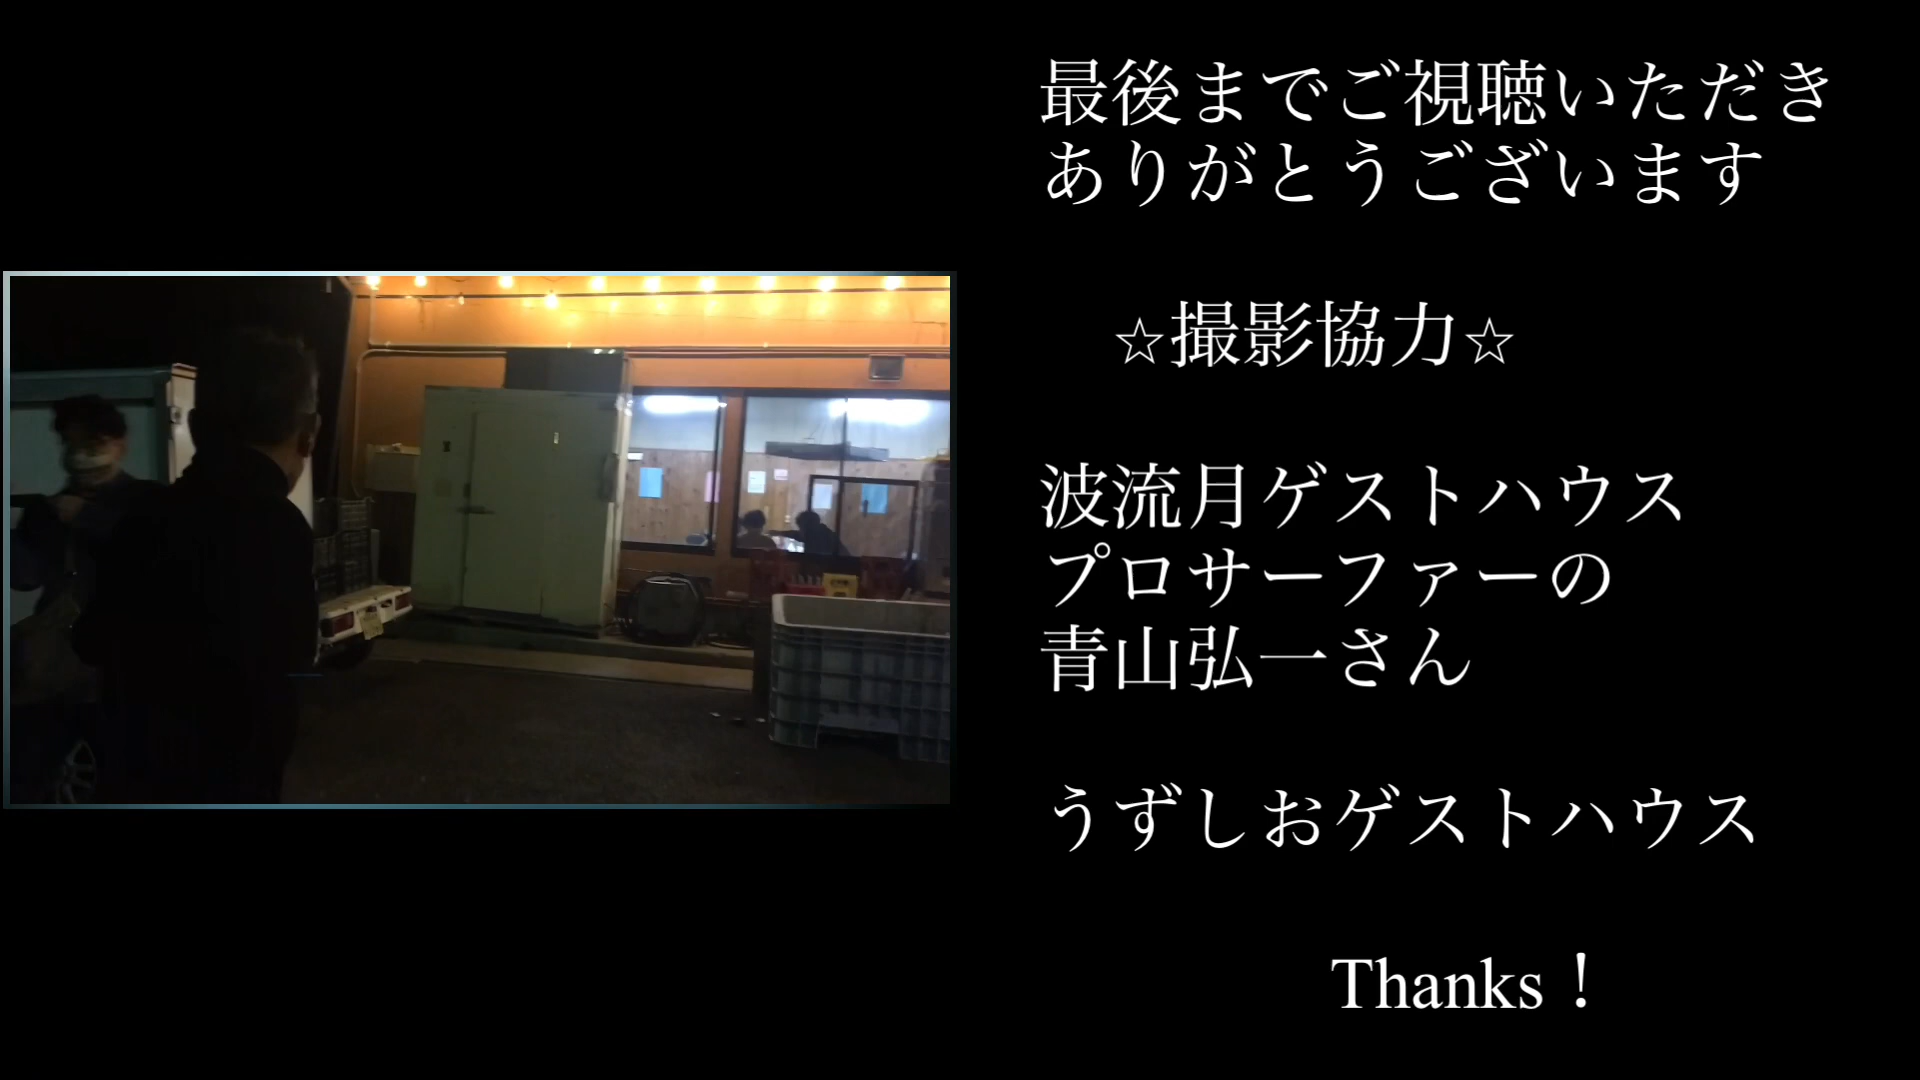 最後までご視聴いただき
ありがとうございます
☆撮影協力☆
波流月ゲストハウス
プロサーファーの
青山弘一さん
うずしおゲストハウス
Thanks！